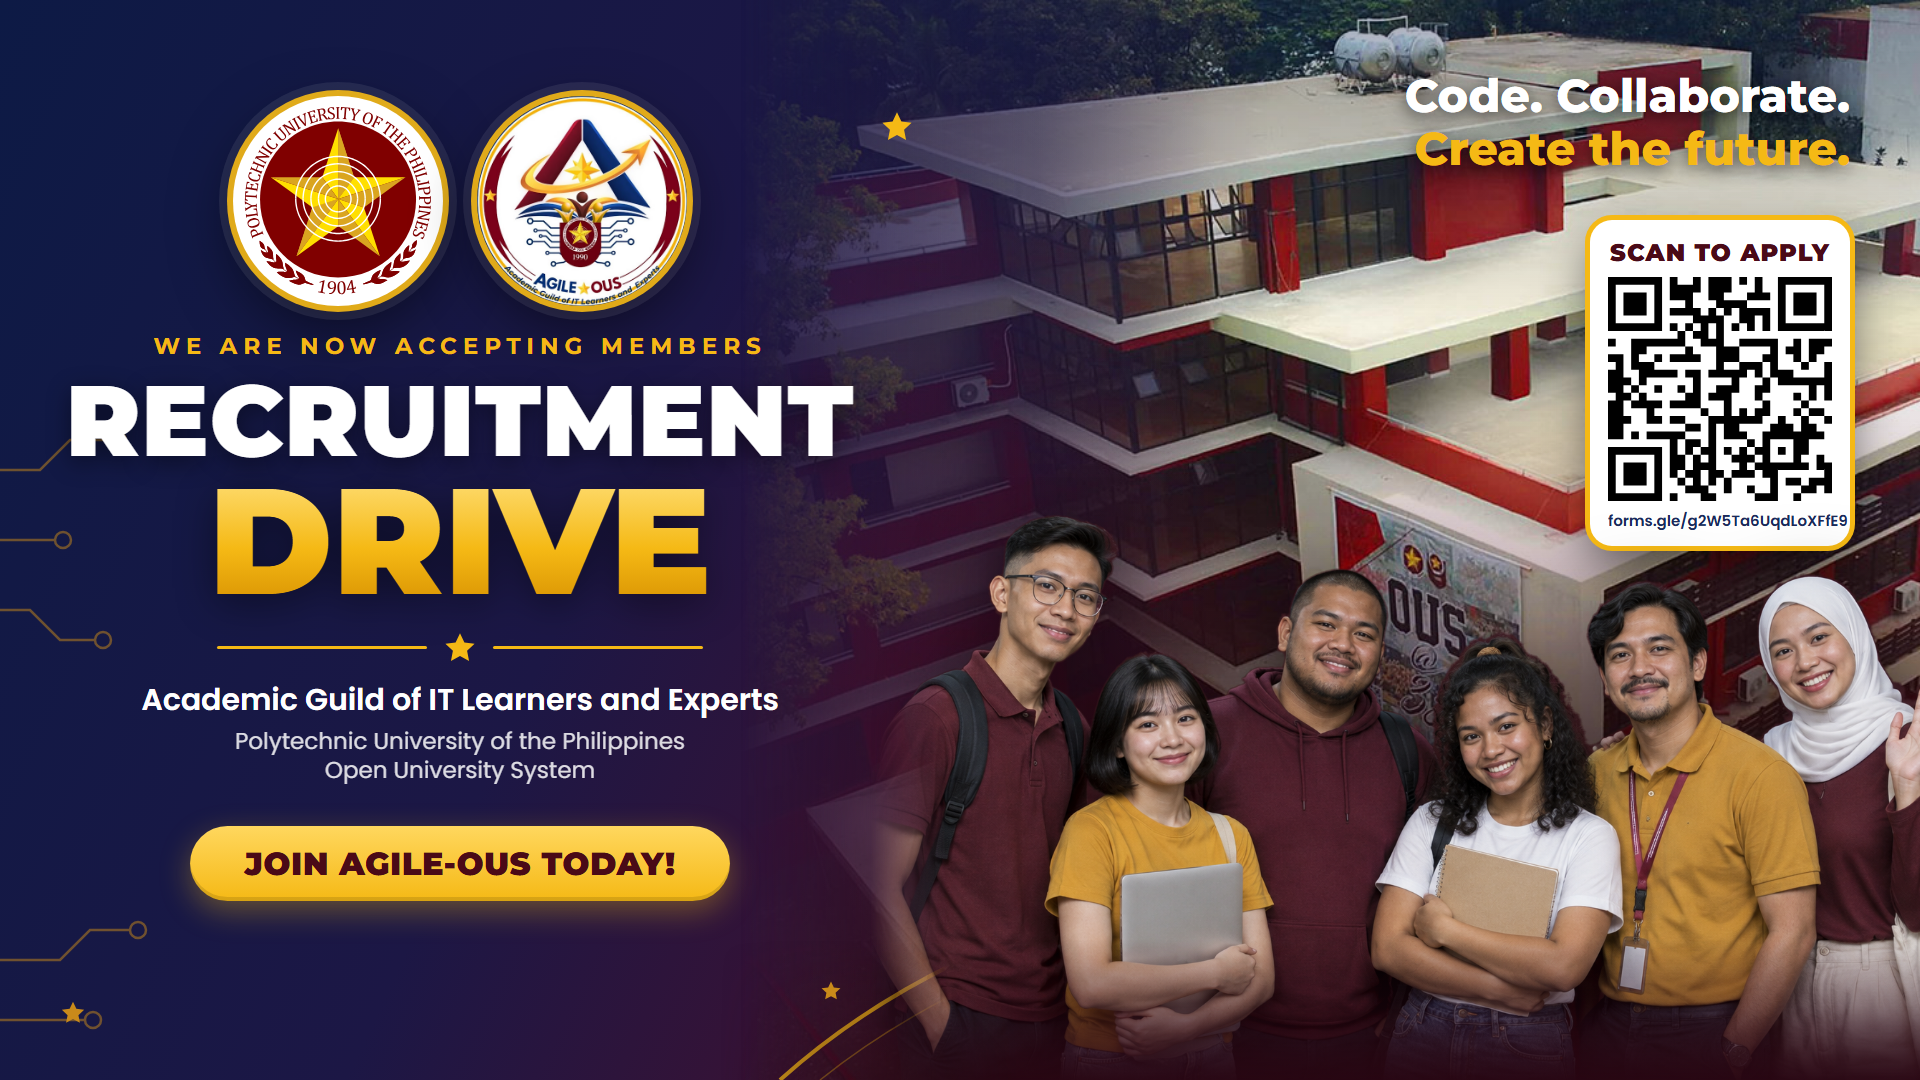 POLYTECHNIC UNIVERSITY OF THE PHILIPPINES
1904
1990
AGILE OUS
Academic Guild of IT Learners and Experts
WE ARE NOW ACCEPTING MEMBERS
RECRUITMENT
DRIVE
Academic Guild of IT Learners and Experts
Polytechnic University of the Philippines
Open University System
JOIN AGILE-OUS TODAY!
Code. Collaborate.
Create the future.
SCAN TO APPLY
forms.gle/g2W5Ta6UqdLoXFfE9
OUS
@